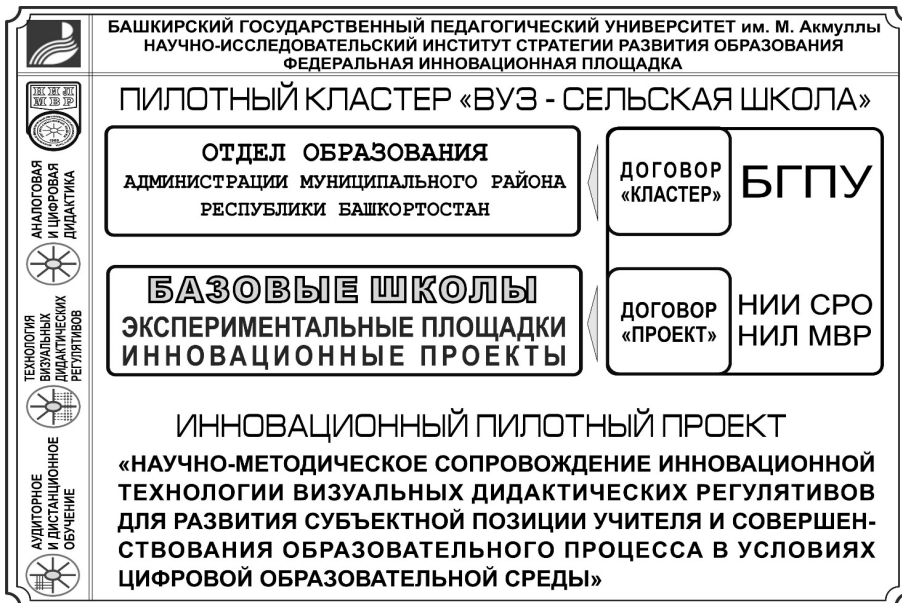 БАШКИРСКИЙ ГОСУДАРСТВЕННЫЙ ПЕДАГОГИЧЕСКИЙ УНИВЕРСИТЕТ им. М. Акмуллы
НАУЧНО-ИССЛЕДОВАТЕЛЬСКИЙ ИНСТИТУТ СТРАТЕГИИ РАЗВИТИЯ ОБРАЗОВАНИЯ
ФЕДЕРАЛЬНАЯ ИННОВАЦИОННАЯ ПЛОЩАДКА
НИЛ
МВР
АНАЛОГОВАЯ
И ЦИФРОВАЯ
ДИДАКТИКА
ТЕХНОЛОГИЯ
ВИЗУАЛЬНЫХ
ДИДАКТИЧЕСКИХ
РЕГУЛЯТИВОВ
АУДИТОРНОЕ
И ДИСТАНЦИОННОЕ
ОБУЧЕНИЕ
ПИЛОТНЫЙ КЛАСТЕР «ВУЗ - СЕЛЬСКАЯ ШКОЛА»
ОТДЕЛ ОБРАЗОВАНИЯ
АДМИНИСТРАЦИИ МУНИЦИПАЛЬНОГО РАЙОНА
РЕСПУБЛИКИ БАШКОРТОСТАН
ДОГОВОР
«КЛАСТЕР»
БГПУ
БАЗОВЫЕ ШКОЛЫ
ЭКСПЕРИМЕНТАЛЬНЫЕ ПЛОЩАДКИ
ИННОВАЦИОННЫЕ ПРОЕКТЫ
ДОГОВОР
«ПРОЕКТ»
НИИ СРО
НИЛ МВР
ИННОВАЦИОННЫЙ ПИЛОТНЫЙ ПРОЕКТ
«НАУЧНО-МЕТОДИЧЕСКОЕ СОПРОВОЖДЕНИЕ ИННОВАЦИОННОЙ
ТЕХНОЛОГИИ ВИЗУАЛЬНЫХ ДИДАКТИЧЕСКИХ РЕГУЛЯТИВОВ
ДЛЯ РАЗВИТИЯ СУБЪЕКТНОЙ ПОЗИЦИИ УЧИТЕЛЯ И СОВЕРШЕН-
СТВОВАНИЯ ОБРАЗОВАТЕЛЬНОГО ПРОЦЕССА В УСЛОВИЯХ
ЦИФРОВОЙ ОБРАЗОВАТЕЛЬНОЙ СРЕДЫ»